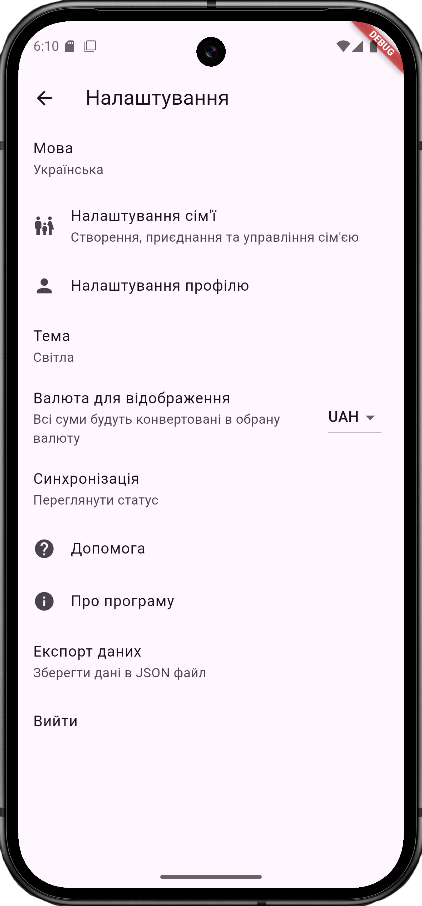 6:10
DEBUG
Налаштування
Мова
Українська
Налаштування сім'ї
Створення, приєднання та управління сім'єю
Налаштування профілю
Тема
Світла
Валюта для відображення
Всі суми будуть конвертовані в обрану
валюту
UAH
Синхронізація
Переглянути статус
Допомога
Про програму
Експорт даних
Зберегти дані в JSON файл
Вийти